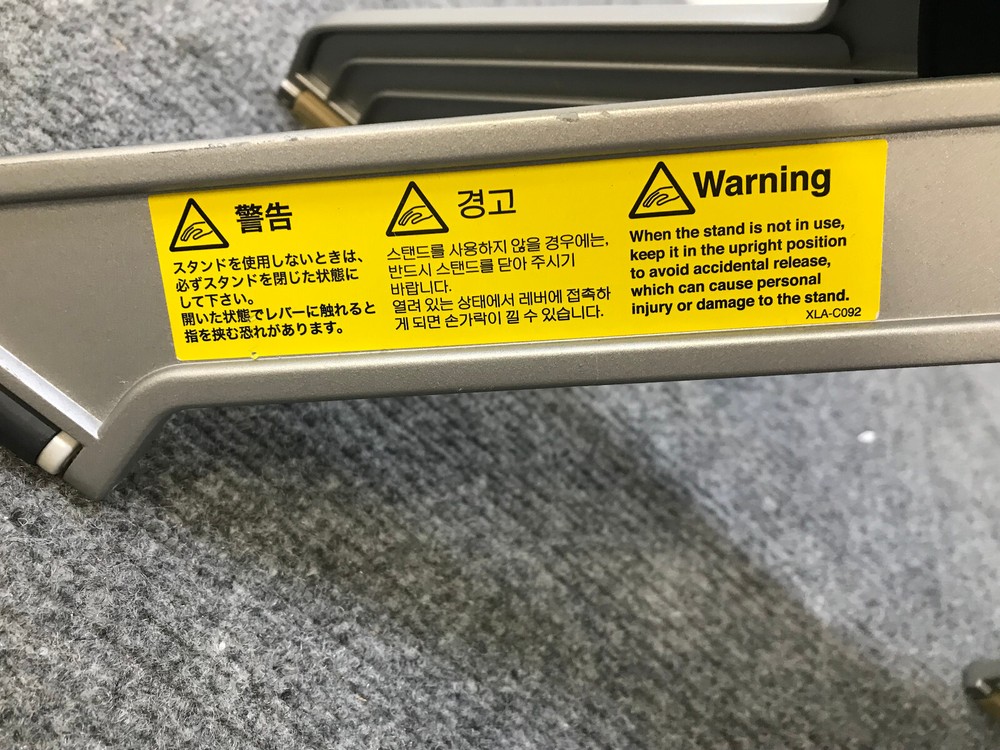 警告
スタンドを使用しないときは、
必ずスタンドを閉じた状態に
して下さい。
開いた状態でレバーに触れると
指を挟む恐れがあります。
경고
스탠드를 사용하지 않을 경우에는,
반드시 스탠드를 닫아 주시기
바랍니다.
열려 있는 상태에서 레버에 접촉하
게 되면 손가락이 낄 수 있습니다.
Warning
When the stand is not in use,
keep it in the upright position
to avoid accidental release,
which can cause personal
injury or damage to the stand.
XLA-C092